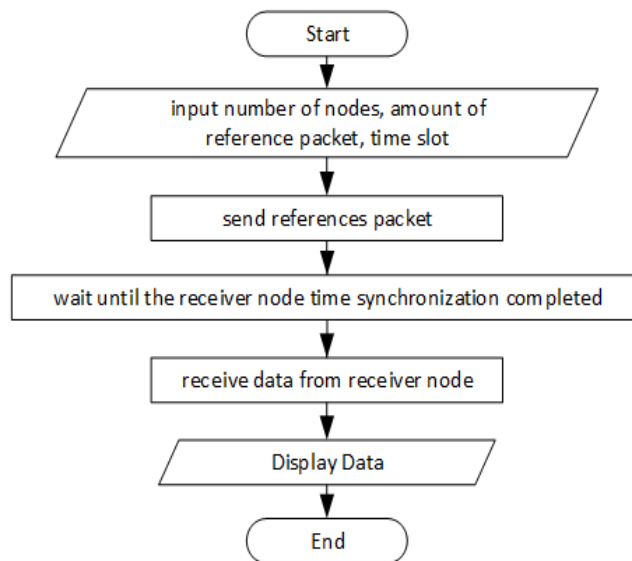 Start
input number of nodes, amount of
reference packet, time slot
send references packet
wait until the receiver node time synchronization completed
receive data from receiver node
Display Data
End